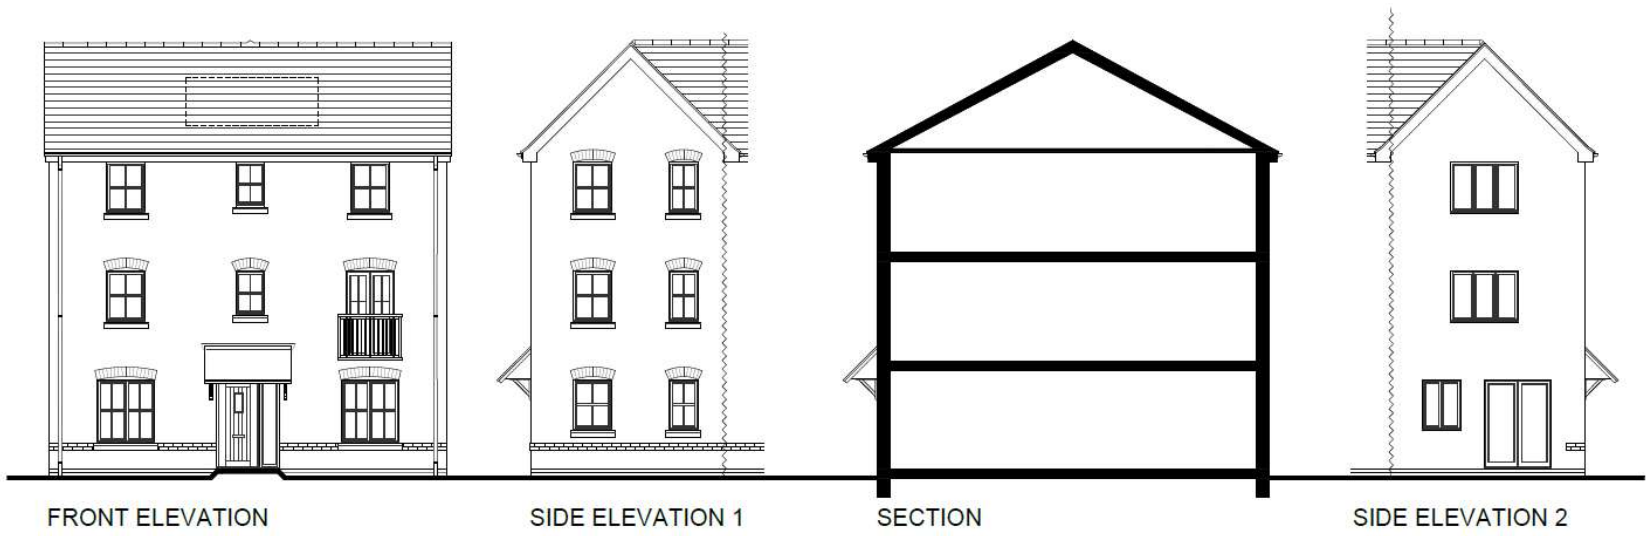 FRONT ELEVATION
SIDE ELEVATION 1
SECTION
SIDE ELEVATION 2